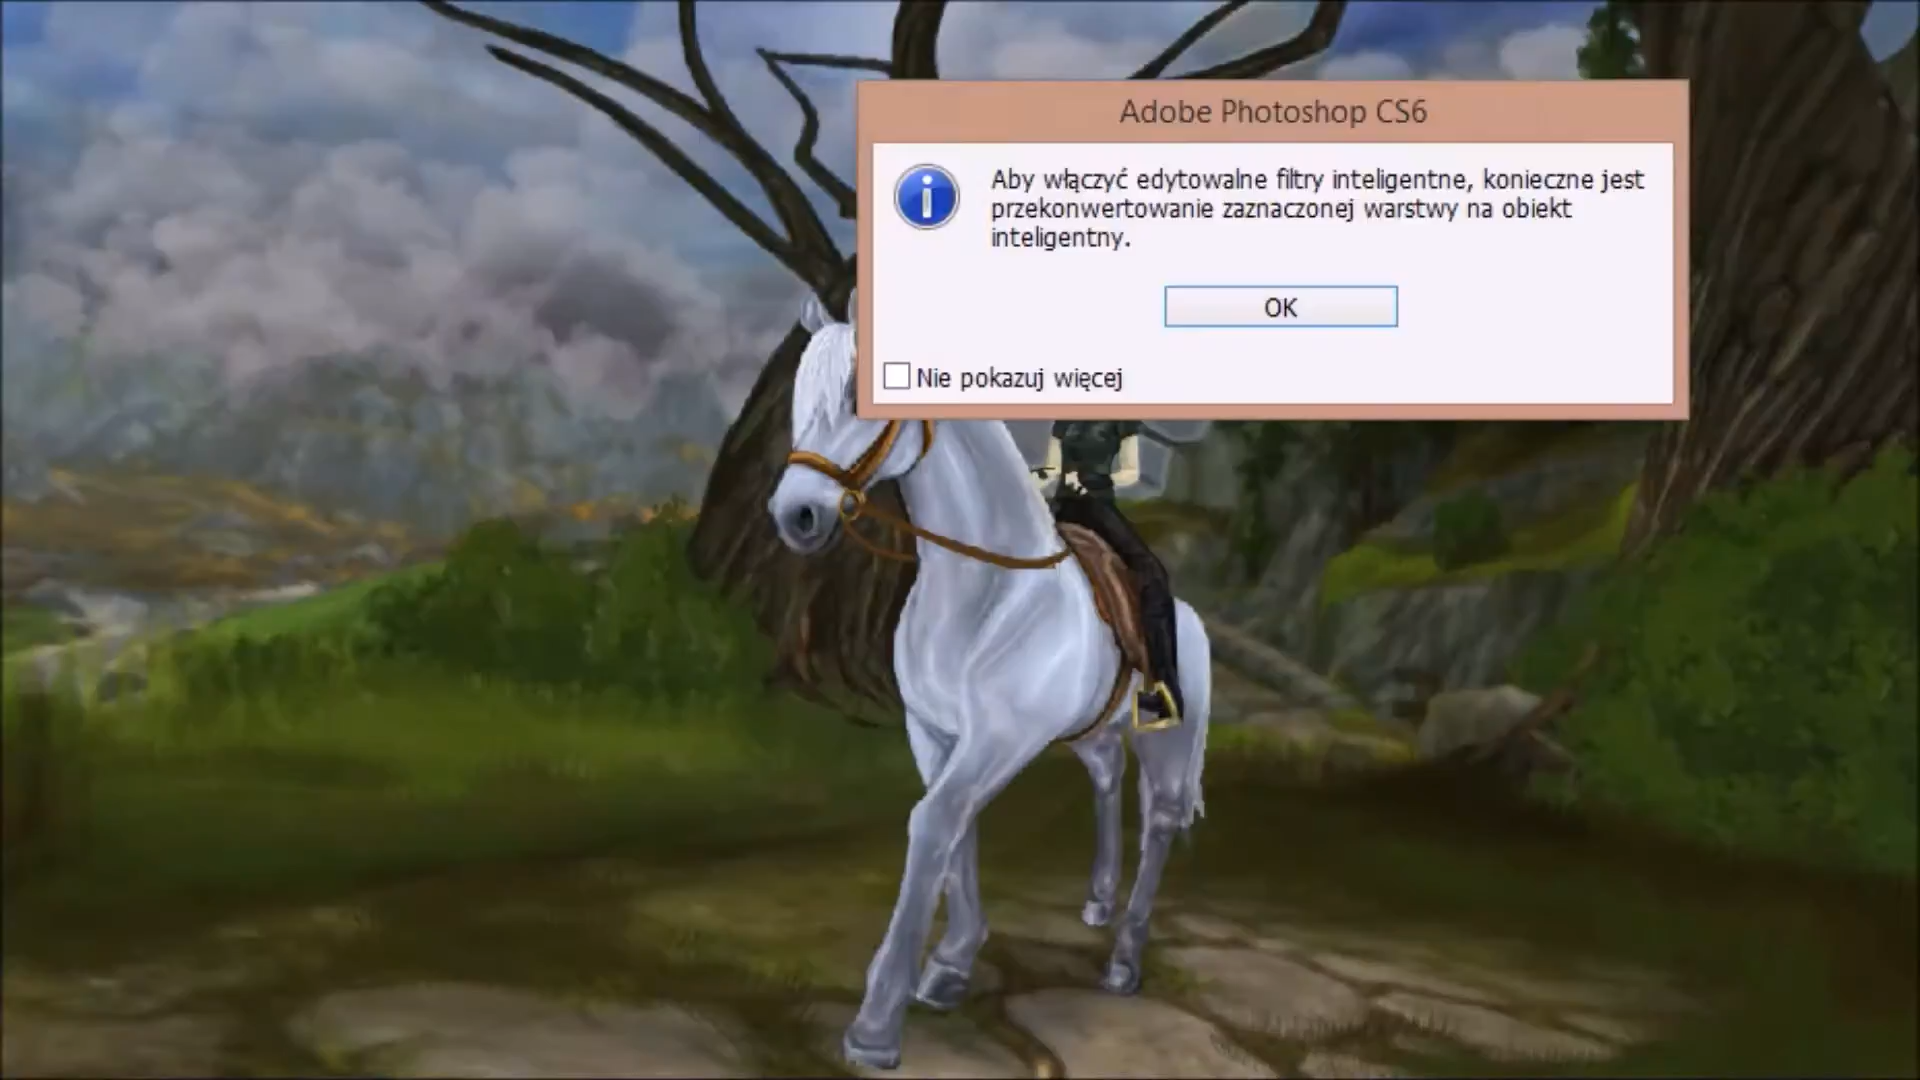 Adobe Photoshop CS6
Aby włączyć edytowalne filtry inteligentne, konieczne jest
przekonwertowanie zaznaczonej warstwy na obiekt
inteligentny.
OK
Nie pokazuj więcej